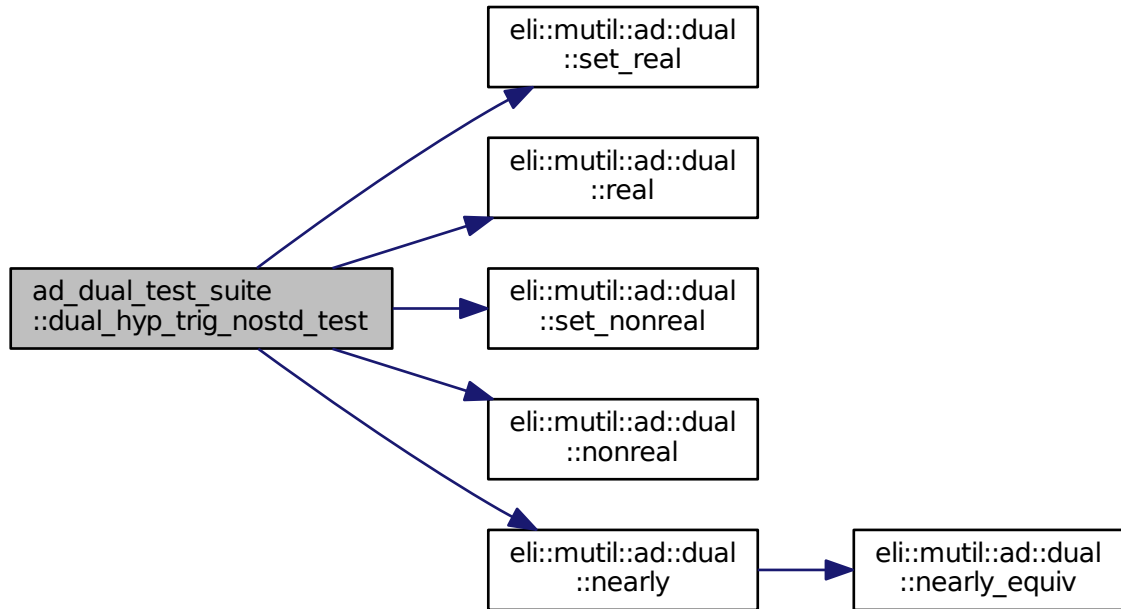 eli::mutil::ad::dual
::set_real
eli::mutil::ad::dual
::real
ad_dual_test_suite
::dual_hyp_trig_nostd_test
eli::mutil::ad::dual
::set_nonreal
eli::mutil::ad::dual
::nonreal
eli::mutil::ad::dual
::nearly
eli::mutil::ad::dual
::nearly_equiv